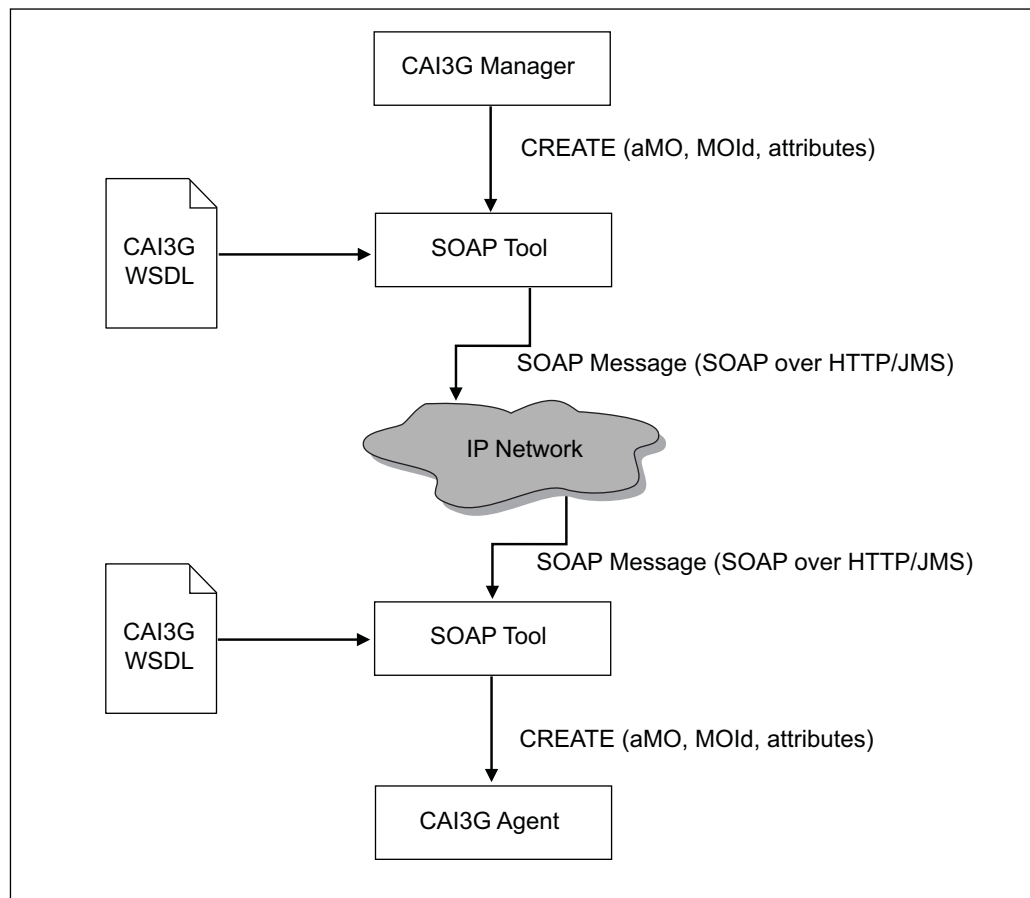 CAI3G Manager
CREATE (aMO, MOId, attributes)
CAI3G
WSDL
SOAP Tool
SOAP Message (SOAP over HTTP/JMS)
IP Network
SOAP Message (SOAP over HTTP/JMS)
CAI3G
WSDL
SOAP Tool
CREATE (aMO, MOId, attributes)
CAI3G Agent